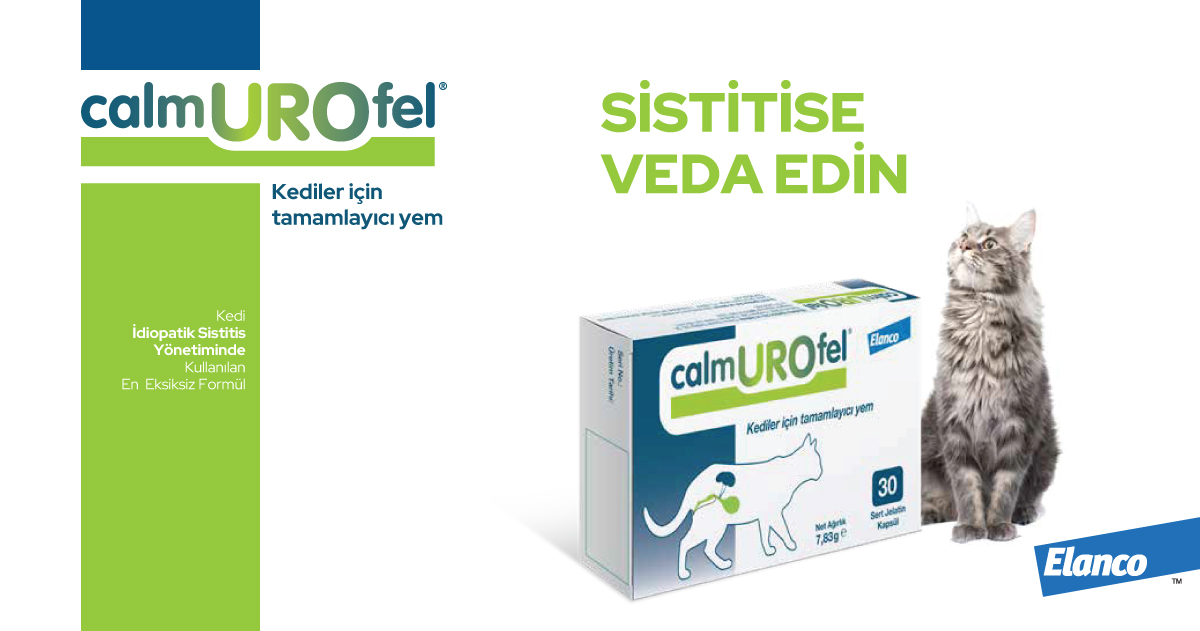 calmUROfel®
Kediler için
tamamlayıcı yem
Kedi
İdiopatik Sistitis
Yönetiminde
Kullanılan
En Eksiksiz Formül
SİSTİTİSE
VEDA EDİN
calmUROfel
Elanco
Seri No.:
Üretim Tarihi:
calmUROfel®
Kediler için tamamlayıcı yem
30
Sert Jelatin
Kapsül
Net Ağırlık
7,83g e
Elanco
TM